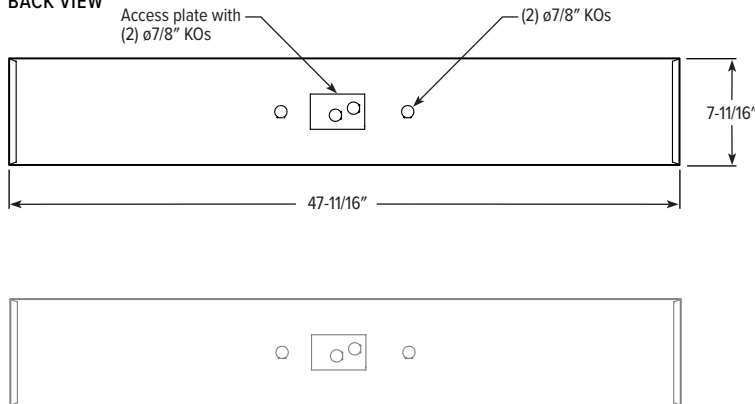 BACK VIEW
Access plate with
(2) ø7/8" KOs
(2) ø7/8" KOs
7-11/16"
47-11/16"